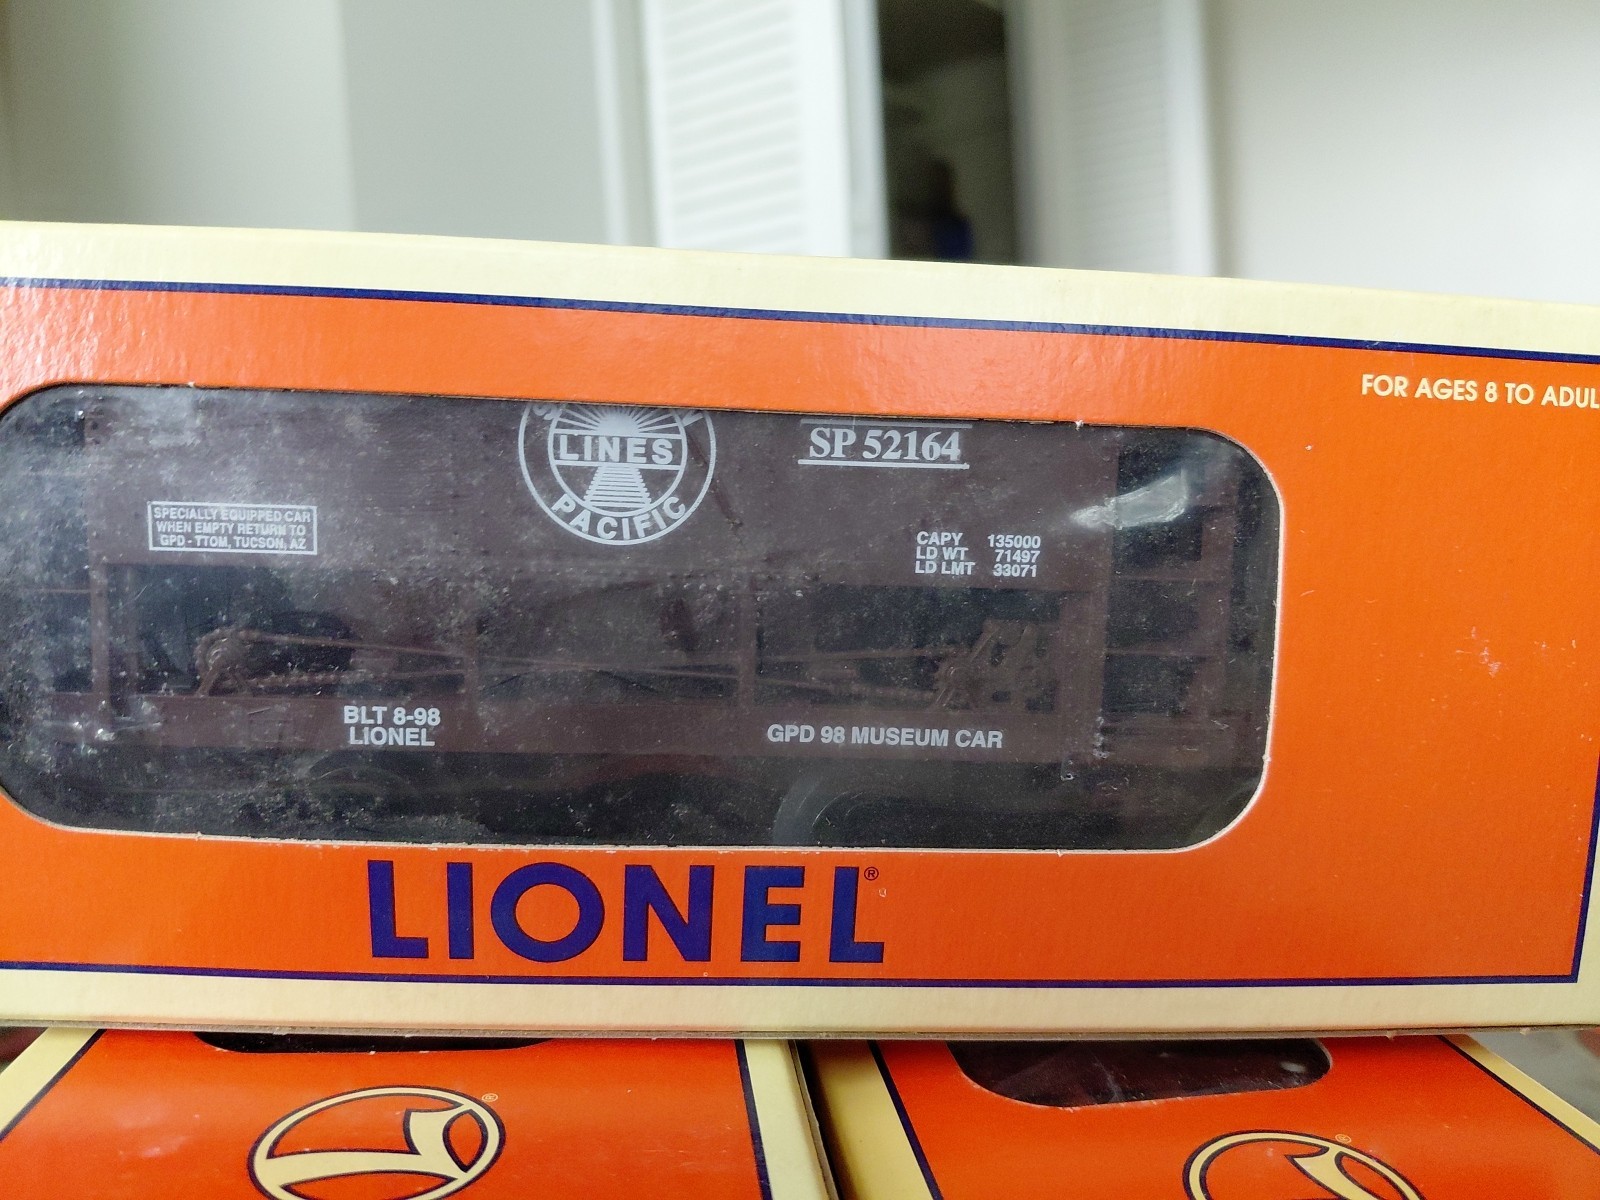 FOR AGES 8 TO
LINES
PACIFIC
SP 52164
SPECIALLY EQUIPPED CAR
WHEN EMPTY RETURN TO
GPD - TTOM, TUCSON, AZ
CAPY 135000
LD WT 71497
LD LMT 33071
BLT 8-98
LIONEL
GPD 98 MUSEUM CAR
LIONEL®